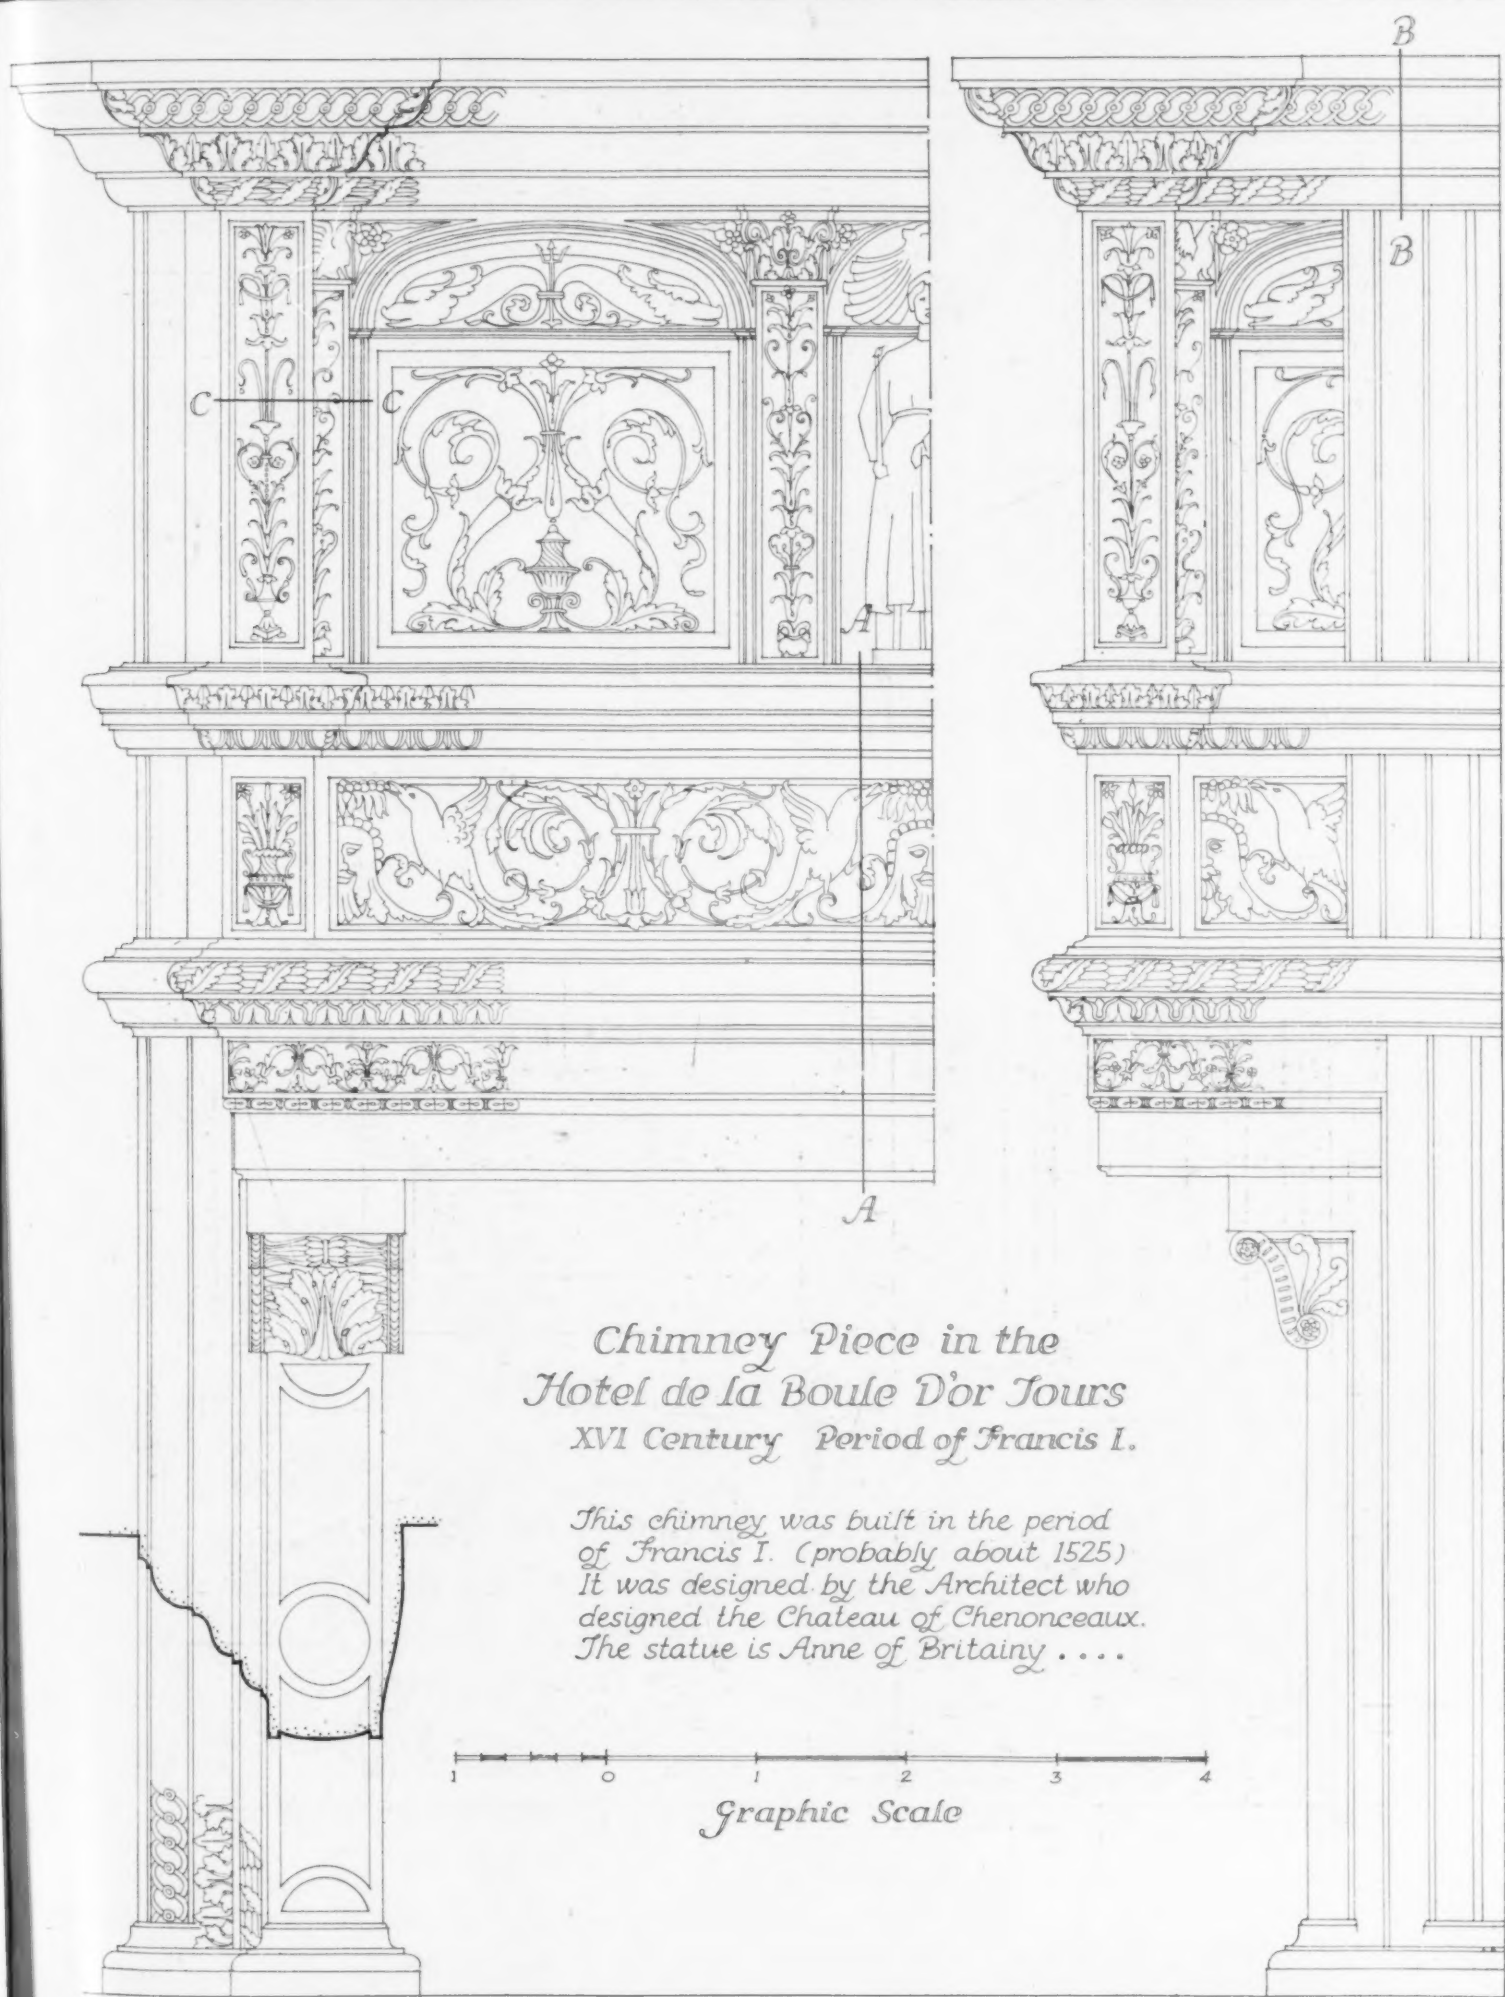 B
B
C C
A
A
Chimney Piece in the
Hotel de la Boule D'or Tours
XVI Century Period of Francis I.
This chimney was built in the period
of Francis I. (probably about 1525)
It was designed by the Architect who
designed the Chateau of Chenonceaux.
The statue is Anne of Britainy ....
1 0 1 2 3 4
Graphic Scale